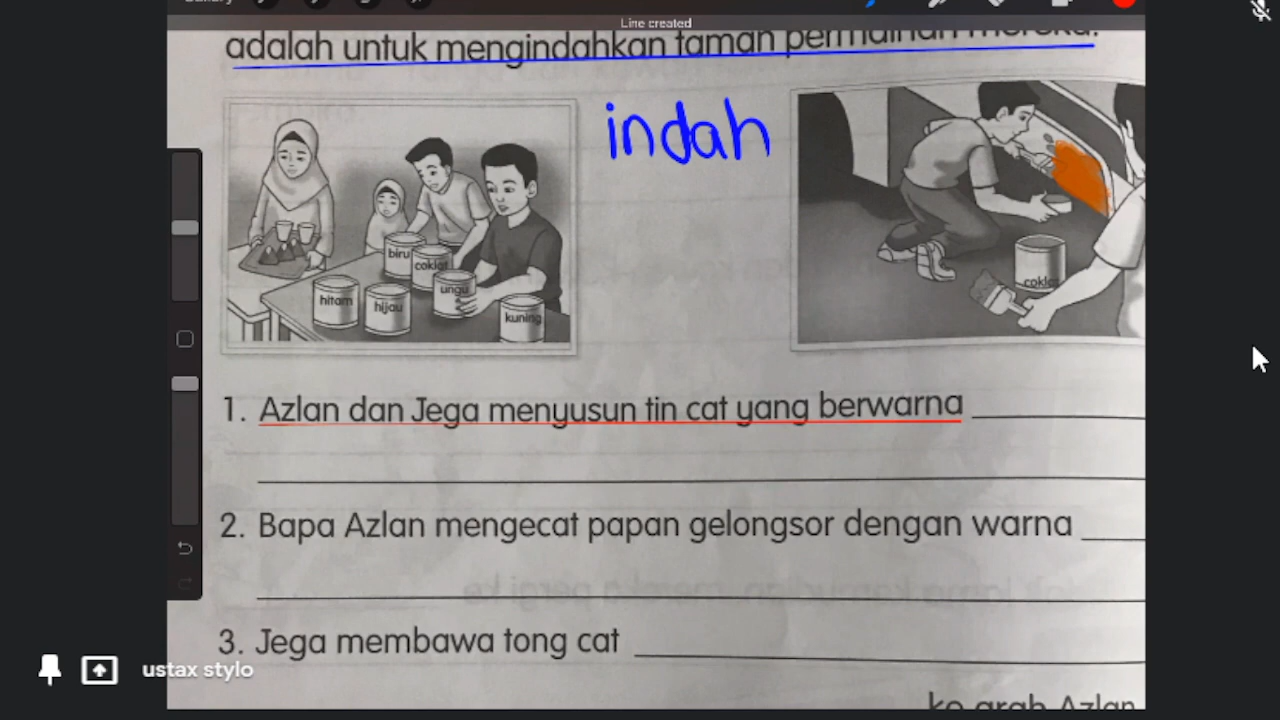 Line created
adalah untuk mengindahkan taman permainan mereka.
indah
biru
coklat
ungu
hitam
hijau
kuning
1. Azlan dan Jega menyusun tin cat yang berwarna
2. Bapa Azlan mengecat papan gelongsor dengan warna
3. Jega membawa tong cat
ke arah Azlan
ustax stylo